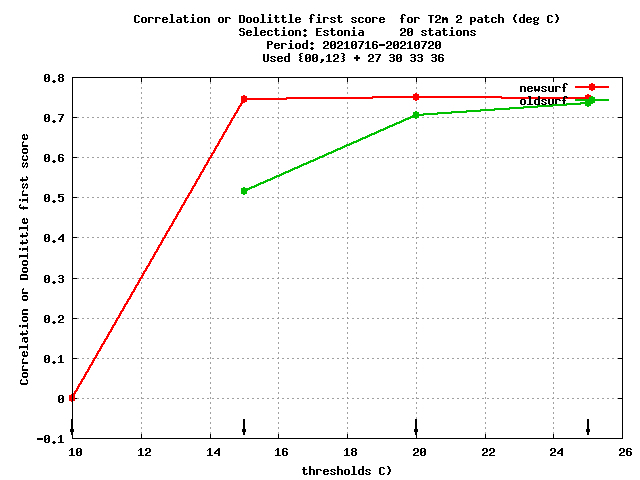 Correlation or Doolittle first score  for T2m 2 patch (deg C)
Selection: Estonia     20 stations
Period: 20210716-20210720
Used {00,12} + 27 30 33 36
0.8
newsurf
oldsurf
0.7
0.6
0.5
0.4
0.3
0.2
0.1
0
-0.1
Correlation or Doolittle first score
10 12 14 16 18 20 22 24 26
thresholds C)